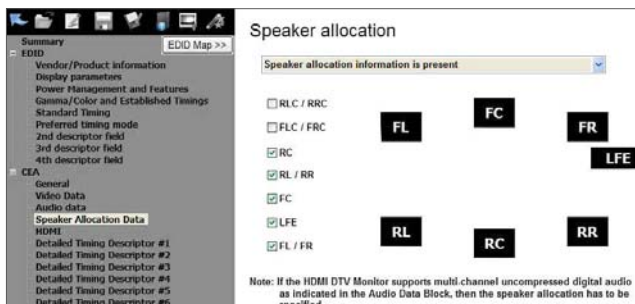 Summary
EDID Map >>
EDID
Vendor/Product information
Display parameters
Power Management and Features
Gamma/Color and Established Timings
Standard Timing
Preferred timing mode
2nd descriptor field
3rd descriptor field
4th descriptor field
CEA
General
Video Data
Audio data
Speaker Allocation Data
HDMI
Detailed Timing Descriptor #1
Detailed Timing Descriptor #2
Detailed Timing Descriptor #3
Detailed Timing Descriptor #4
Detailed Timing Descriptor #5
Detailed Timing Descriptor #6
Speaker allocation
Speaker allocation information is present
RLC / RRC
FLC / FRC
RC
RL / RR
FC
LFE
FL / FR
FL
FC
FR
LFE
RL
RC
RR
Note: If the HDMI DTV Monitor supports multi-channel uncompressed digital audio
as indicated in the Audio Data Block, then the speaker allocation has to be
specified